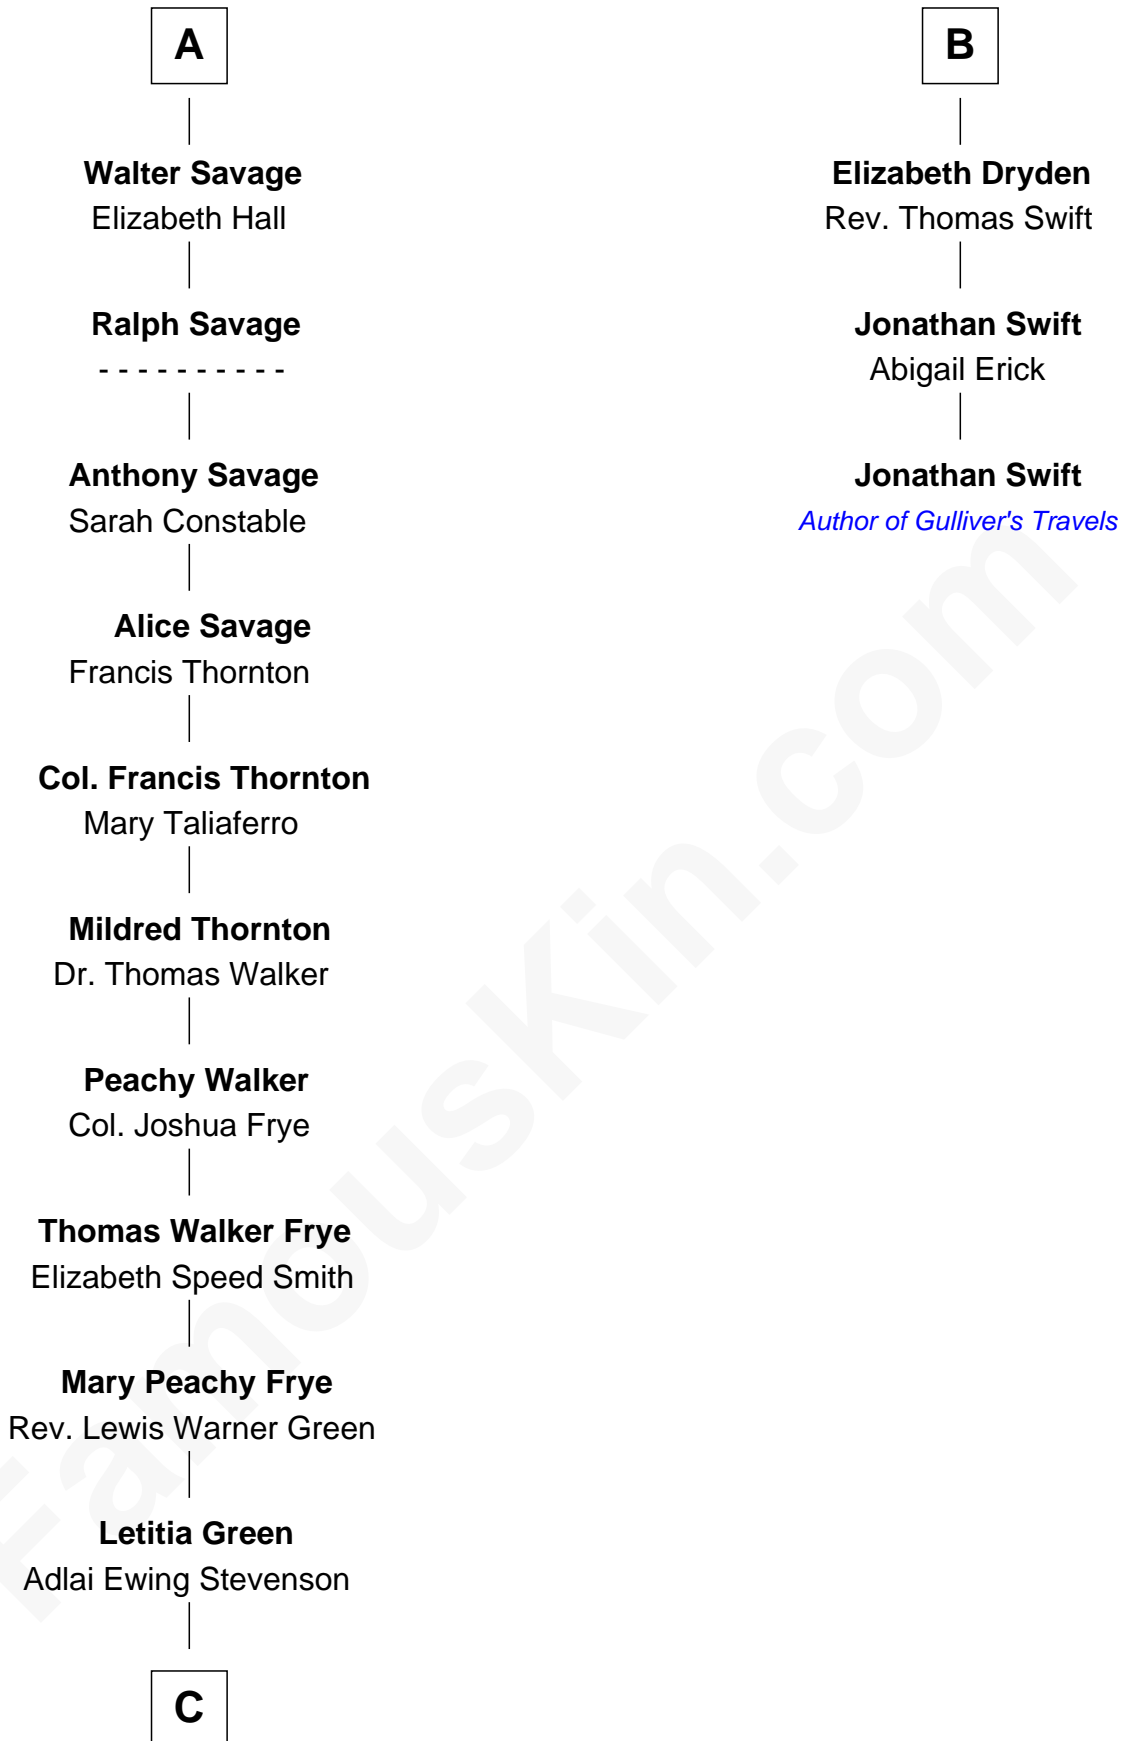 A
Walter Savage
Elizabeth Hall
Ralph Savage
- - - - - - - - - -
Anthony Savage
Sarah Constable
Alice Savage
Francis Thornton
Col. Francis Thornton
Mary Taliaferro
Mildred Thornton
Dr. Thomas Walker
Peachy Walker
Col. Joshua Frye
Thomas Walker Frye
Elizabeth Speed Smith
Mary Peachy Frye
Rev. Lewis Warner Green
Letitia Green
Adlai Ewing Stevenson
C
B
Elizabeth Dryden
Rev. Thomas Swift
Jonathan Swift
Abigail Erick
Jonathan Swift
Author of Gulliver's Travels
FamousKin.com